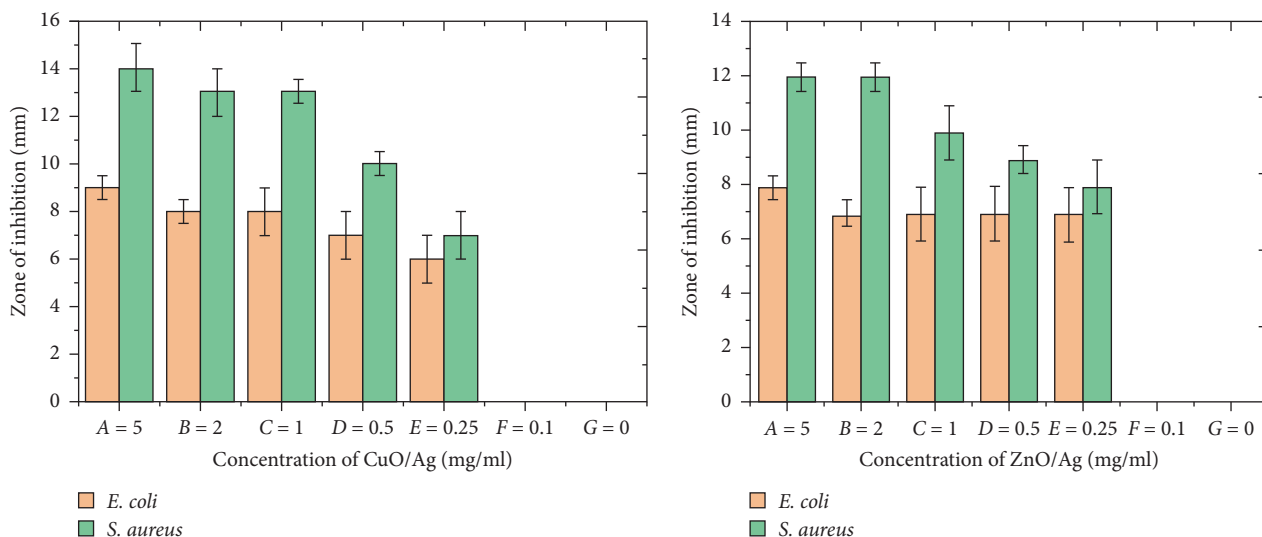 16
14
12
10
8
6
4
2
0
Zone of inhibition (mm)
A = 5 B = 2 C = 1 D = 0.5 E = 0.25 F = 0.1 G = 0
Concentration of CuO/Ag (mg/ml)
E. coli
S. aureus
14
12
10
8
6
4
2
0
Zone of inhibition (mm)
A = 5 B = 2 C = 1 D = 0.5 E = 0.25 F = 0.1 G = 0
Concentration of ZnO/Ag (mg/ml)
E. coli
S. aureus